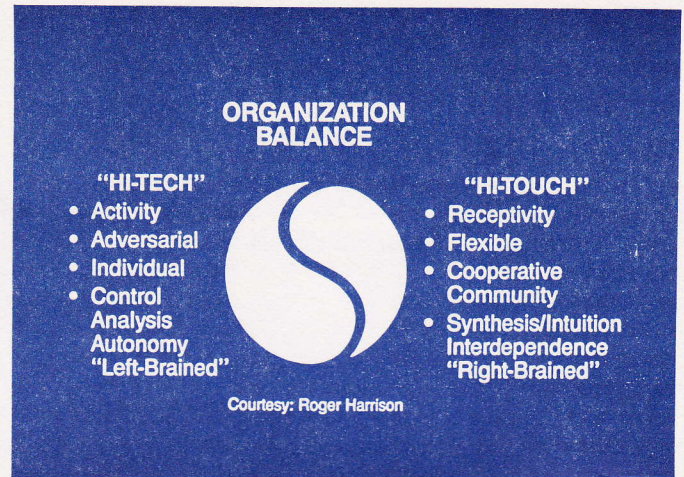 ORGANIZATION
BALANCE
“HI-TECH”
• Activity
• Adversarial
• Individual
• Control
Analysis
Autonomy
“Left-Brained”
“HI-TOUCH”
• Receptivity
• Flexible
• Cooperative
Community
• Synthesis/Intuition
Interdependence
“Right-Brained”
Courtesy: Roger Harrison